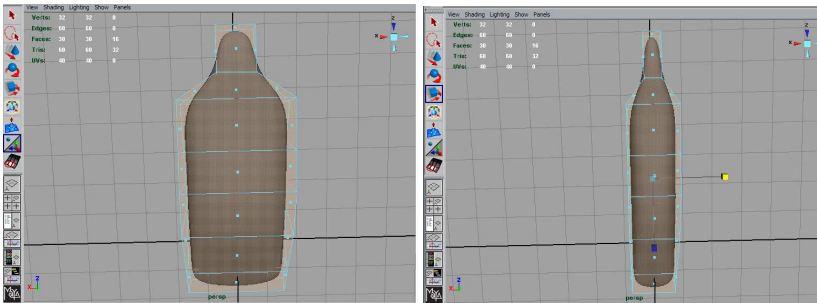 View Shading Lighting Show Panels
Verts: 32 32 0
Edges: 60 60 0
Faces: 30 30 16
Tris: 60 60 32
UVs: 40 40 0
z
x
persp
z
x
View Shading Lighting Show Panels
Verts: 32 32 0
Edges: 60 60 0
Faces: 30 30 16
Tris: 60 60 32
UVs: 40 40 0
z
x
persp
z
x